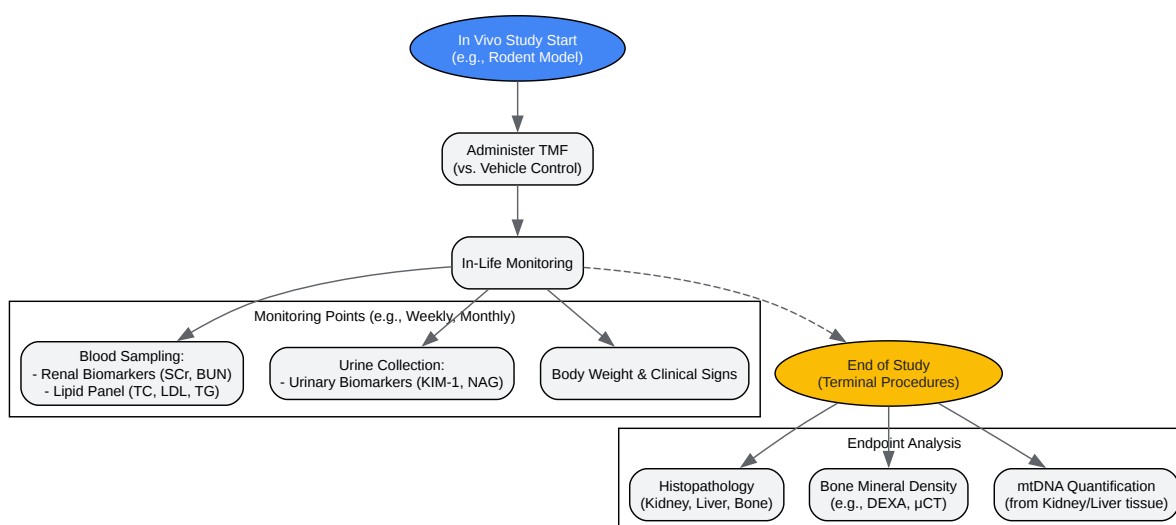 In Vivo Study Start
(e.g., Rodent Model)
Administer TMF
(vs. Vehicle Control)
In-Life Monitoring
Monitoring Points (e.g., Weekly, Monthly)
Blood Sampling:
- Renal Biomarkers (SCr, BUN)
- Lipid Panel (TC, LDL, TG)
Urine Collection:
- Urinary Biomarkers (KIM-1, NAG)
Body Weight & Clinical Signs
End of Study
(Terminal Procedures)
Endpoint Analysis
Histopathology
(Kidney, Liver, Bone)
Bone Mineral Density
(e.g., DEXA, μCT)
mtDNA Quantification
(from Kidney/Liver tissue)